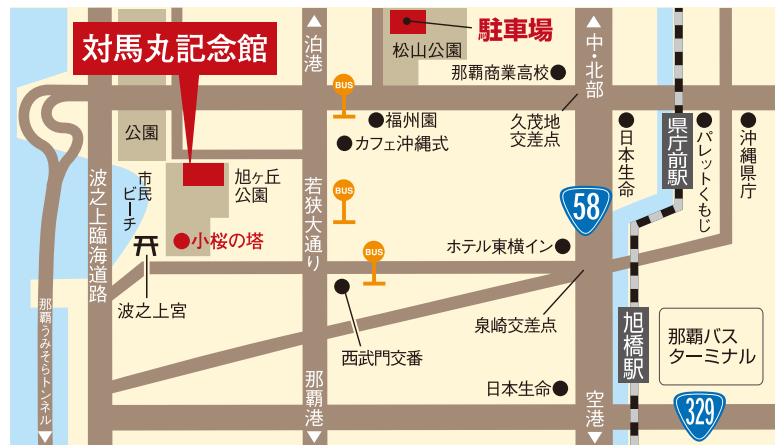 対馬丸記念館
泊港
駐車場
松山公園
中・北部
那覇商業高校
BUS
公園
福州園
カフェ沖縄式
久茂地
交差点
日本生命
県庁前駅
パレットくもじ
沖縄県庁
波之上臨海道路
市民
ビーチ
旭ヶ丘
公園
若狭大通り
BUS
58
小桜の塔
BUS
ホテル東横イン
波之上宮
那覇うみそらトンネル
西武門交番
泉崎交差点
旭橋駅
那覇バス
ターミナル
那覇港
日本生命
空港
329